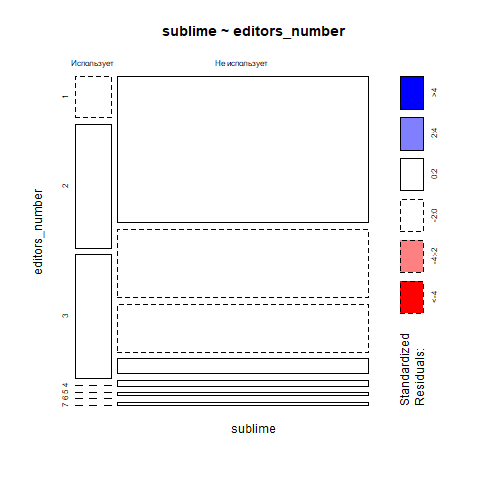 sublime ~ editors_number
Использует
Не использует
editors_number
1
2
3
4
5
6
7
sublime
Standardized
Residuals:
<-4
-4:-2
-2:0
0:2
2:4
>4